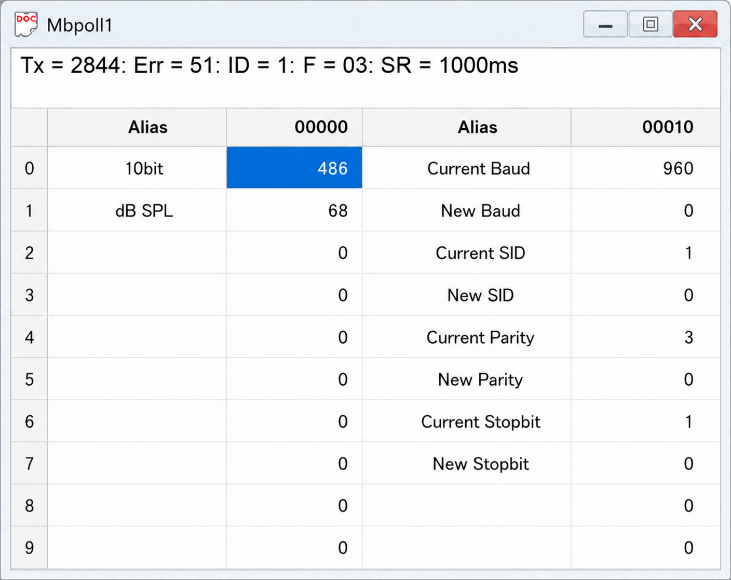 DOC Mbpoll1
Tx = 2844: Err = 51: ID = 1: F = 03: SR = 1000ms
Alias 00000 Alias 00010
0 10bit 486 Current Baud 960
1 dB SPL 68 New Baud 0
2 0 Current SID 1
3 0 New SID 0
4 0 Current Parity 3
5 0 New Parity 0
6 0 Current Stopbit 1
7 0 New Stopbit 0
8 0 0
9 0 0